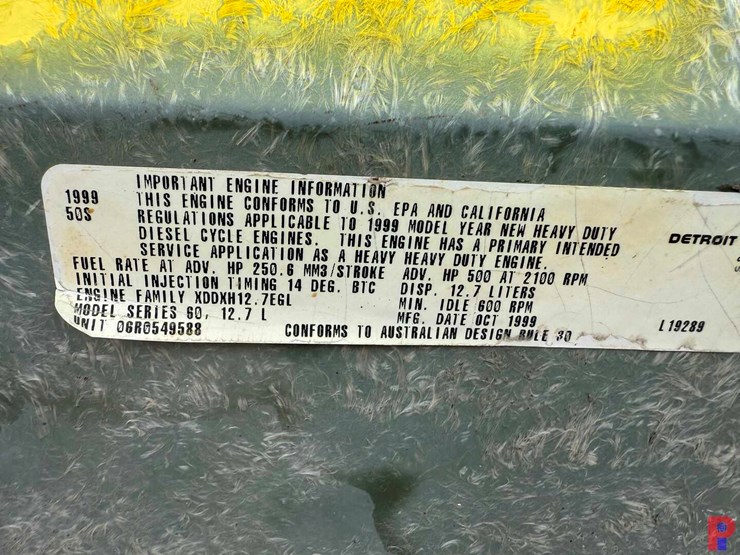 IMPORTANT ENGINE INFORMATION
1999 THIS ENGINE CONFORMS TO U.S. EPA AND CALIFORNIA
50S REGULATIONS APPLICABLE TO 1999 MODEL YEAR NEW HEAVY DUTY
DIESEL CYCLE ENGINES. THIS ENGINE HAS A PRIMARY INTENDED
SERVICE APPLICATION AS A HEAVY HEAVY DUTY ENGINE.
FUEL RATE AT ADV. HP 250.6 MM3/STROKE ADV. HP 500 AT 2100 RPM
INITIAL INJECTION TIMING 14 DEG. BTC DISP. 12.7 LITERS
ENGINE FAMILY XDDXH12.7EGL MIN. IDLE 600 RPM
MODEL SERIES 60, 12.7 L MFG. DATE OCT 1999
UNIT 06R0549588 CONFORMS TO AUSTRALIAN DESIGN RULE 30
DETROIT
L19289